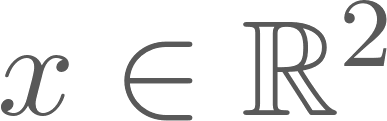 x ∈ ℝ²